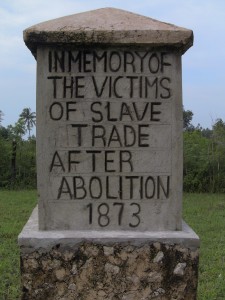 IN MEMORY OF
THE VICTIMS
OF SLAVE
TRADE
AFTER
ABOLITION
1873